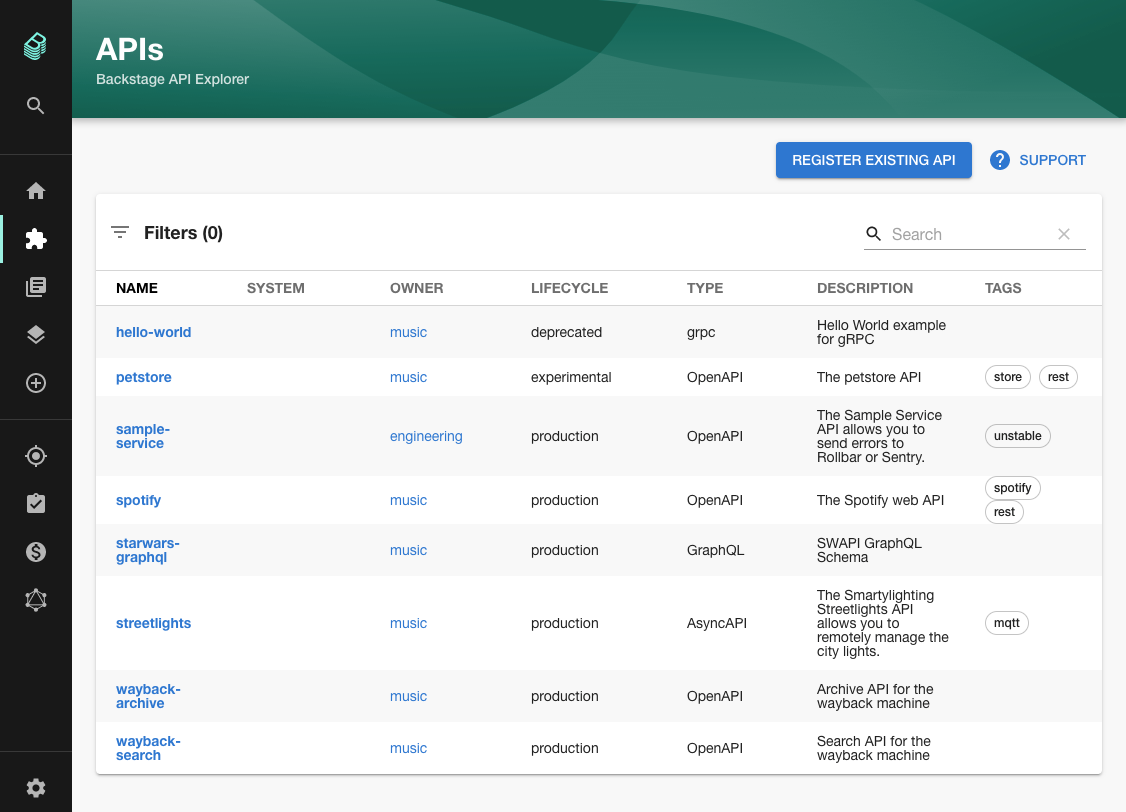 APIs
Backstage API Explorer
REGISTER EXISTING API
? SUPPORT
Filters (0)
Search
NAME SYSTEM OWNER LIFECYCLE TYPE DESCRIPTION TAGS
hello-world music deprecated grpc Hello World example
for gRPC
petstore music experimental OpenAPI The petstore API store rest
sample-
service
engineering production OpenAPI
The Sample Service
API allows you to
send errors to
Rollbar or Sentry.
unstable
spotify music production OpenAPI The Spotify web API spotify
rest
starwars-
graphql
music production GraphQL
SWAPI GraphQL
Schema
streetlights music production AsyncAPI
The Smartylighting
Streetlights API
allows you to
remotely manage the
city lights.
mqtt
wayback-
archive
music production OpenAPI
Archive API for the
wayback machine
wayback-
search
music production OpenAPI
Search API for the
wayback machine